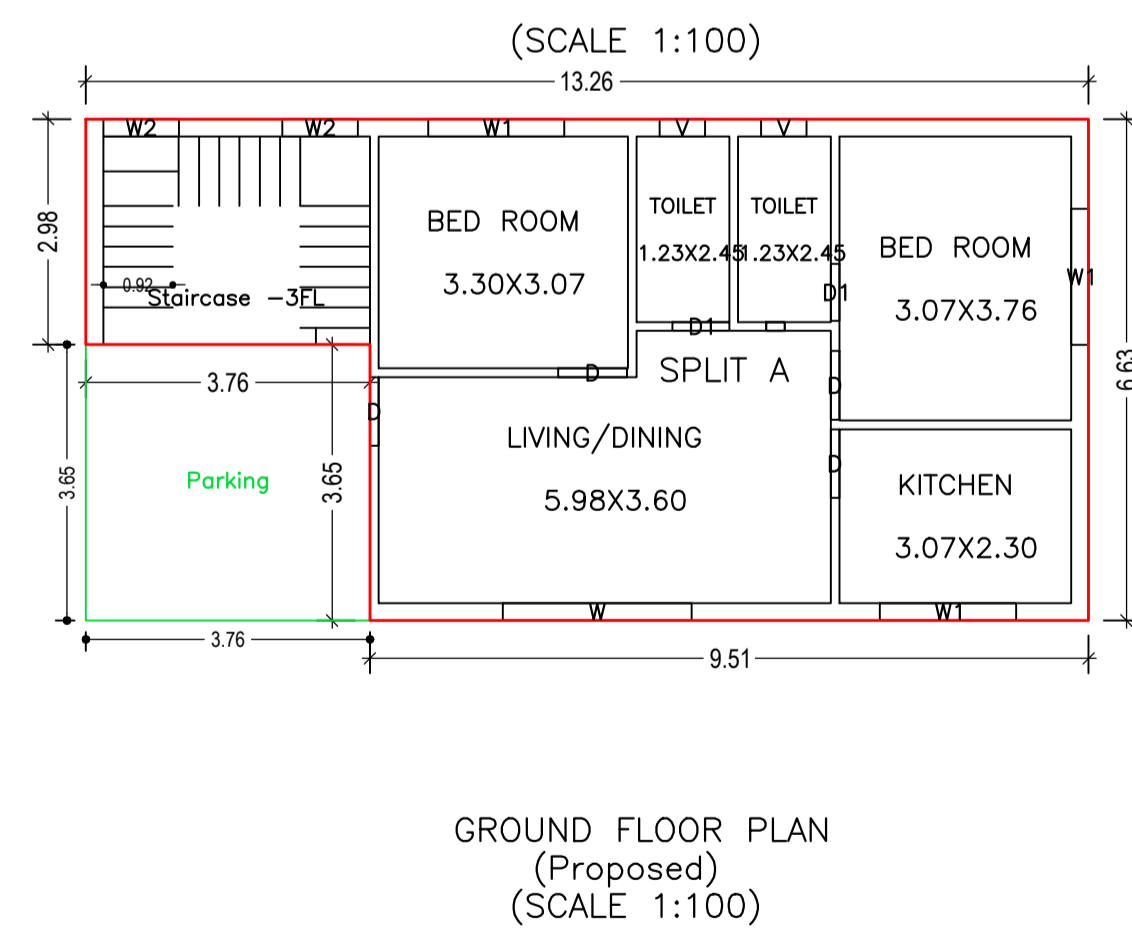 (SCALE 1:100)
13.26
W2
W2
W1
V
V
2.98
BED ROOM
3.30X3.07
TOILET
1.23X2.45
TOILET
1.23X2.45
BED ROOM
3.07X3.76
W1
0.92
Staircase -3FL
D1
D1
6.63
3.76
D
SPLIT A
D
D
LIVING/DINING
5.98X3.60
D
KITCHEN
3.07X2.30
3.65
Parking
3.65
W
W1
3.76
9.51
GROUND FLOOR PLAN
(Proposed)
(SCALE 1:100)